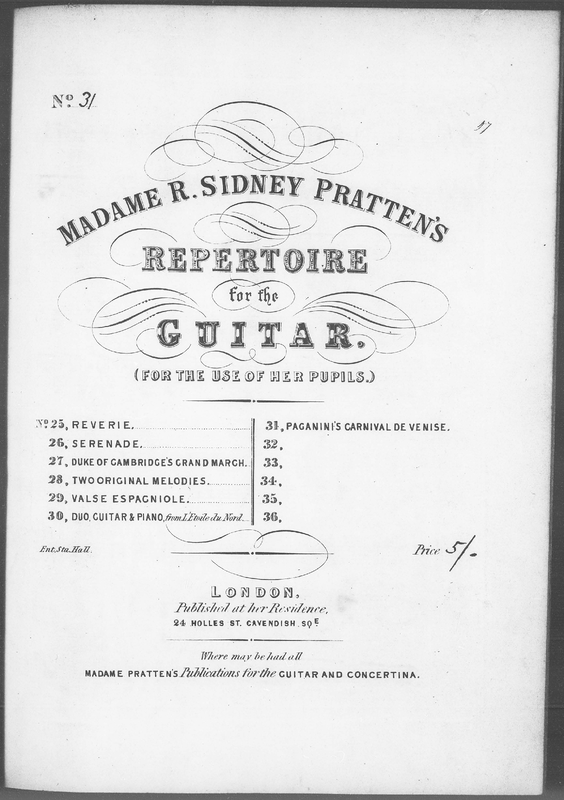 No. 31
47
MADAME R. SIDNEY PRATTEN'S
REPERTOIRE
for the
GUITAR.
(FOR THE USE OF HER PUPILS.)
No. 25, REVERIE.
26, SERENADE.
27, DUKE OF CAMBRIDGE'S GRAND MARCH.
28, TWO ORIGINAL MELODIES.
29, VALSE ESPAGNIOLE.
30, DUO, GUITAR & PIANO, from L'Etoile du Nord.
31, PAGANINI'S CARNIVAL DE VENISE.
32,
33,
34,
35,
36,
Ent. Sta. Hall.
Price 5/.
LONDON,
Published at her Residence,
24 HOLLES ST. CAVENDISH SQE
Where may be had all
MADAME PRATTEN'S Publications for the GUITAR AND CONCERTINA.